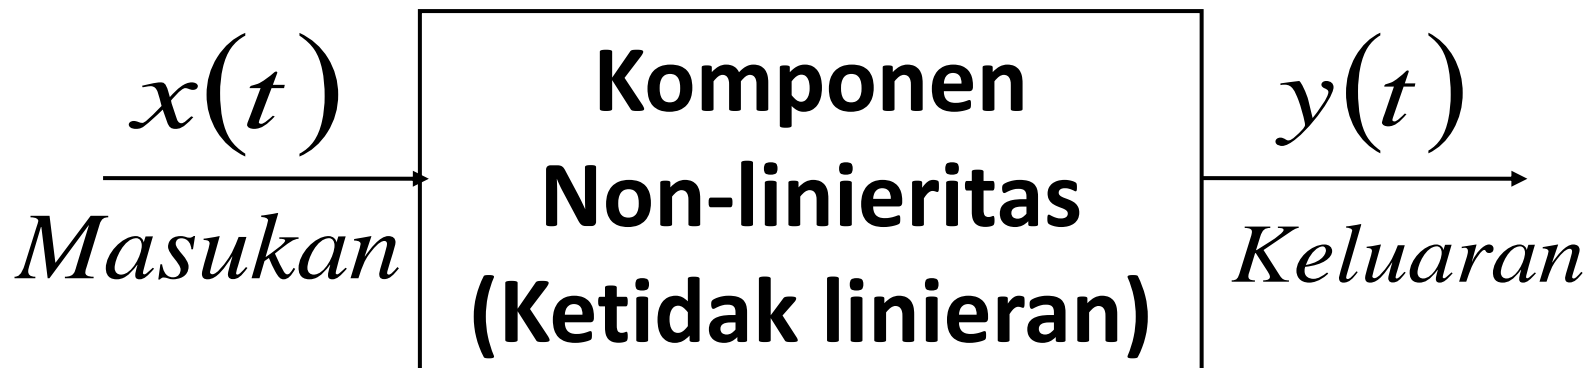 x(t)
Masukan
Komponen
Non-linieritas
(Ketidak linieran)
y(t)
Keluaran